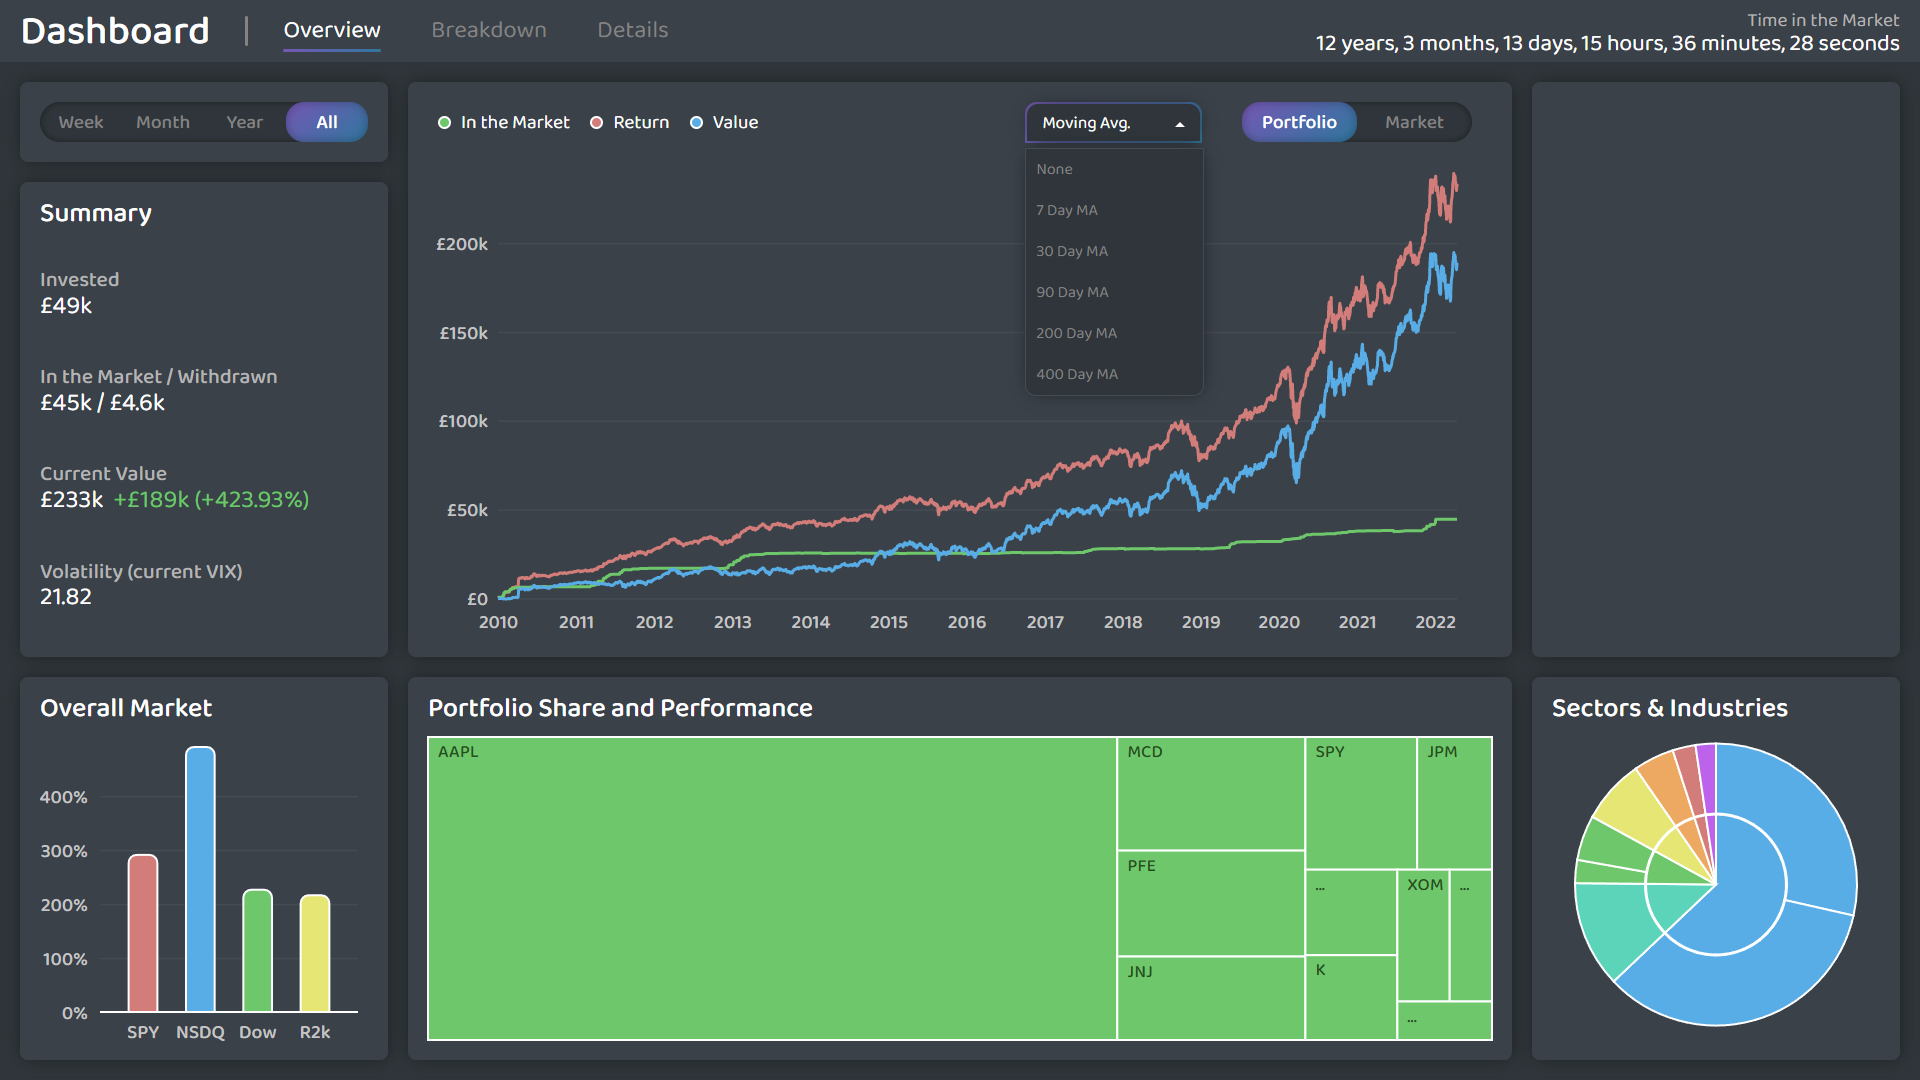 Dashboard | Overview Breakdown Details
Time in the Market
12 years, 3 months, 13 days, 15 hours, 36 minutes, 28 seconds
Week Month Year All
Summary
Invested
£49k
In the Market / Withdrawn
£45k / £4.6k
Current Value
£233k +£189k (+423.93%)
Volatility (current VIX)
21.82
In the Market Return Value
Moving Avg.
None
7 Day MA
30 Day MA
90 Day MA
200 Day MA
400 Day MA
Portfolio Market
£200k
£150k
£100k
£50k
£0
2010 2011 2012 2013 2014 2015 2016 2017 2018 2019 2020 2021 2022
Overall Market
400%
300%
200%
100%
0%
SPY NSDQ Dow R2k
Portfolio Share and Performance
AAPL
MCD
PFE
JNJ
SPY
JPM
...
XOM
...
K
...
Sectors & Industries